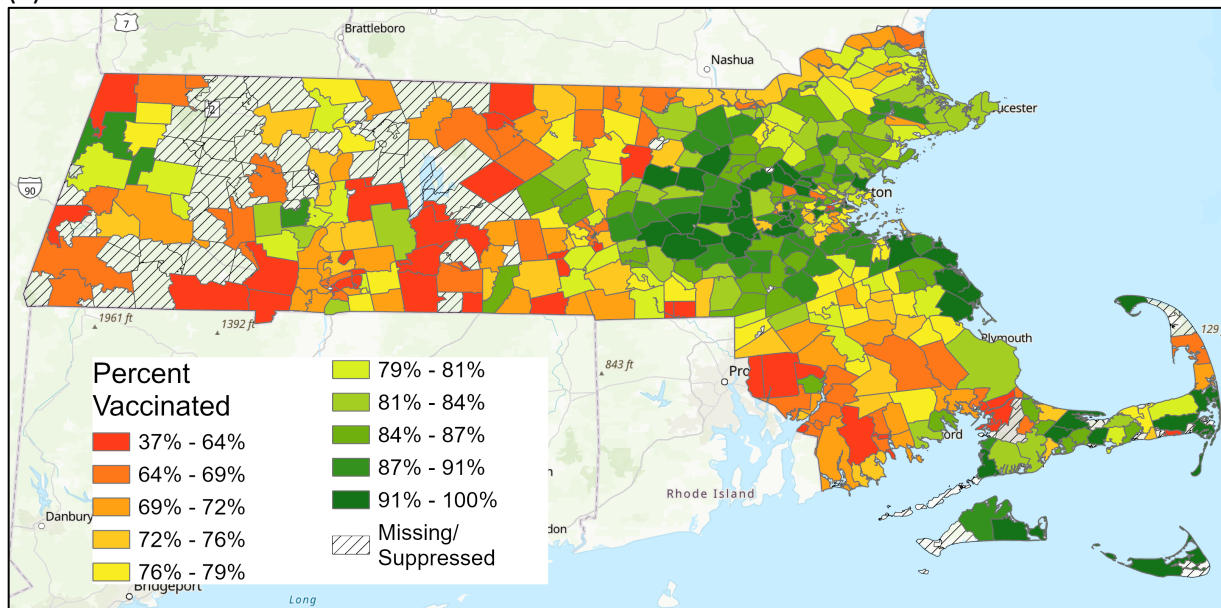 7
Brattleboro
Nashua
2
ucester
90
ton
1961 ft
1392 ft
129
Plymouth
843 ft
Pro
ord
Rhode Island
Danbury
n
don
Bridgeport
Long
Percent
Vaccinated
37% - 64%
64% - 69%
69% - 72%
72% - 76%
76% - 79%
79% - 81%
81% - 84%
84% - 87%
87% - 91%
91% - 100%
Missing/
Suppressed